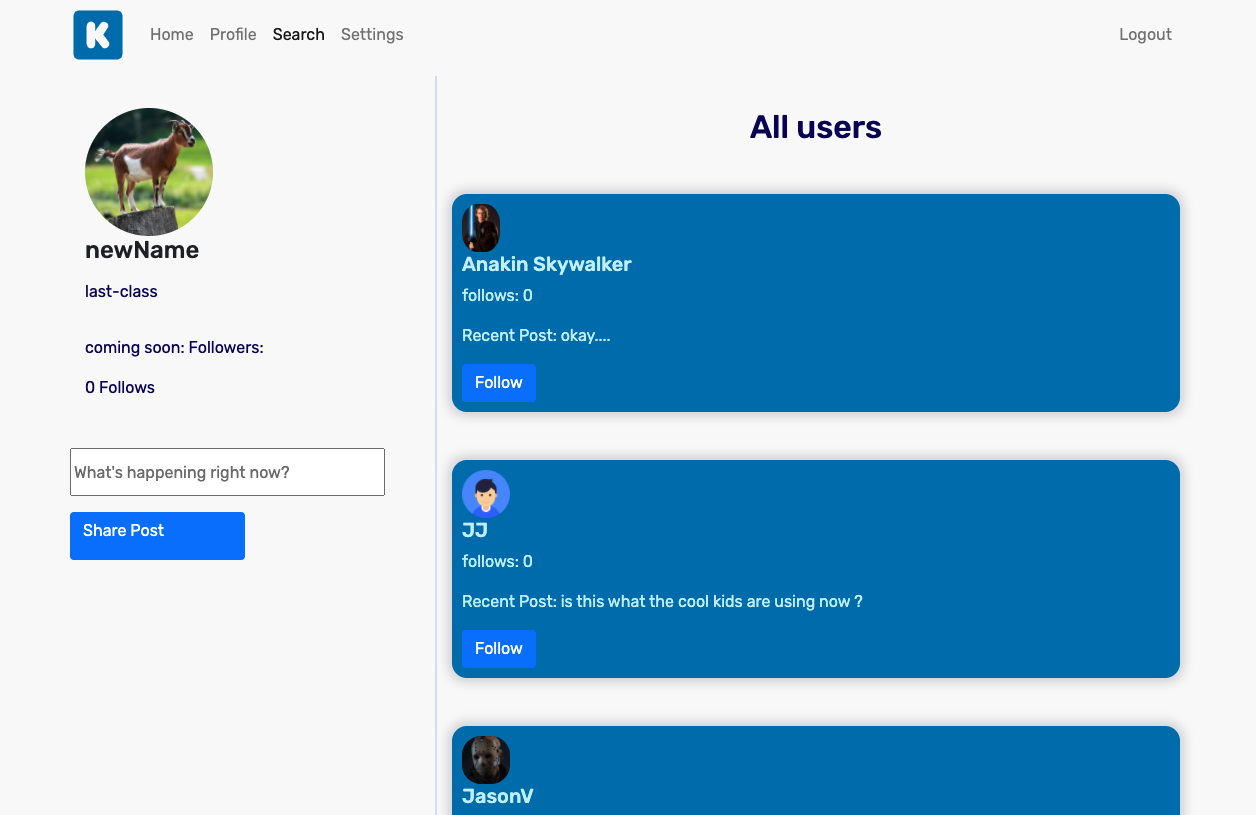 K
Home Profile Search Settings Logout
newName
last-class
coming soon: Followers:
0 Follows
What's happening right now?
Share Post
All users
Anakin Skywalker
follows: 0
Recent Post: okay....
Follow
JJ
follows: 0
Recent Post: is this what the cool kids are using now ?
Follow
JasonV